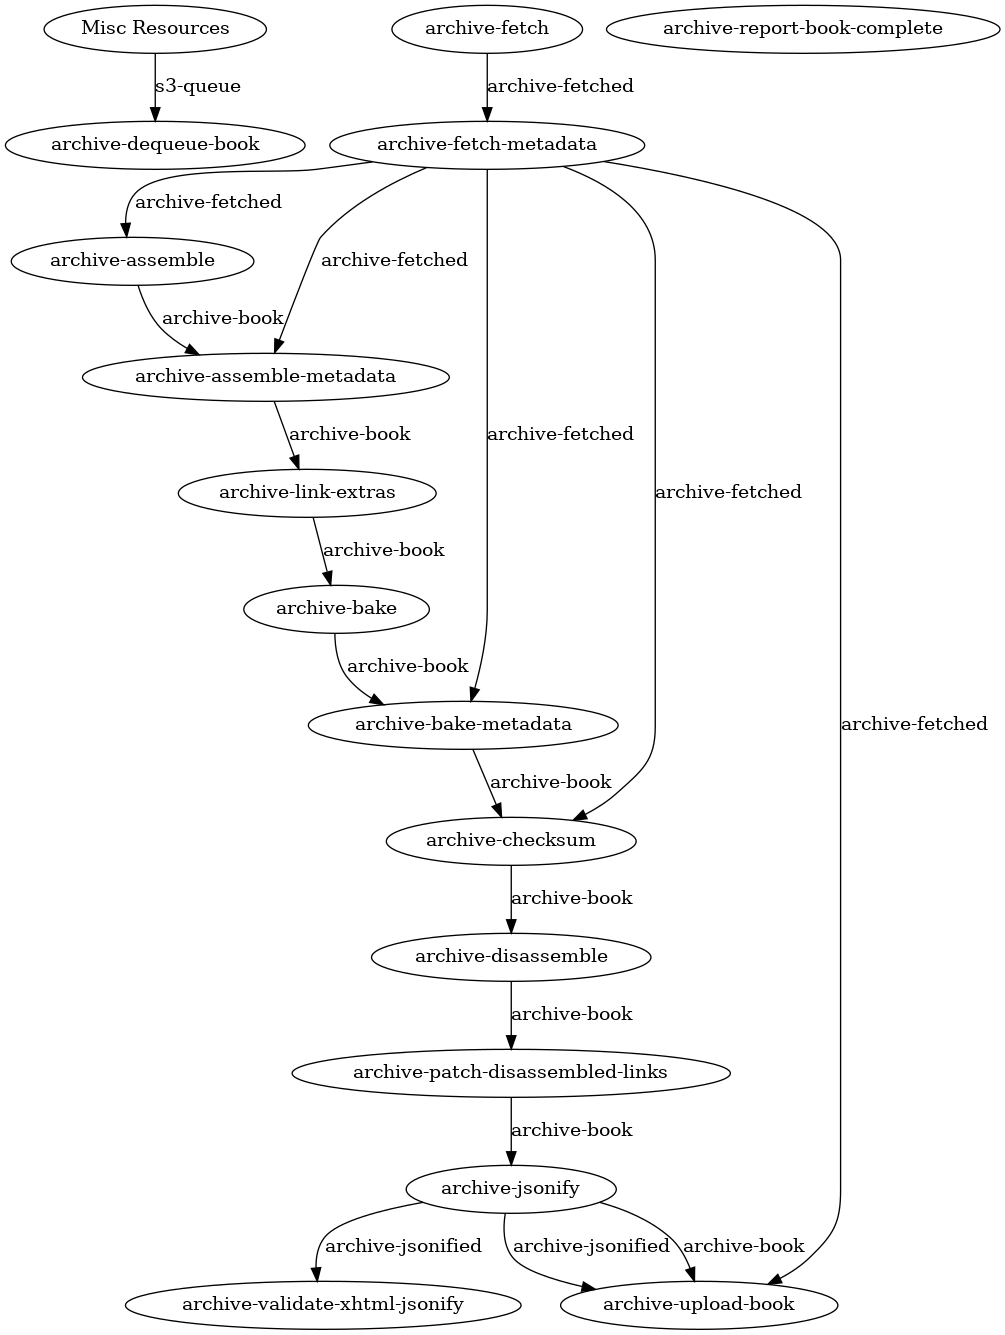 Misc Resources
archive-fetch
archive-report-book-complete
s3-queue
archive-fetched
archive-dequeue-book
archive-fetch-metadata
archive-fetched
archive-assemble
archive-fetched
archive-book
archive-assemble-metadata
archive-book
archive-fetched
archive-link-extras
archive-fetched
archive-book
archive-bake
archive-book
archive-bake-metadata
archive-fetched
archive-book
archive-checksum
archive-book
archive-disassemble
archive-book
archive-patch-disassembled-links
archive-book
archive-jsonify
archive-jsonified
archive-jsonified
archive-book
archive-validate-xhtml-jsonify
archive-upload-book